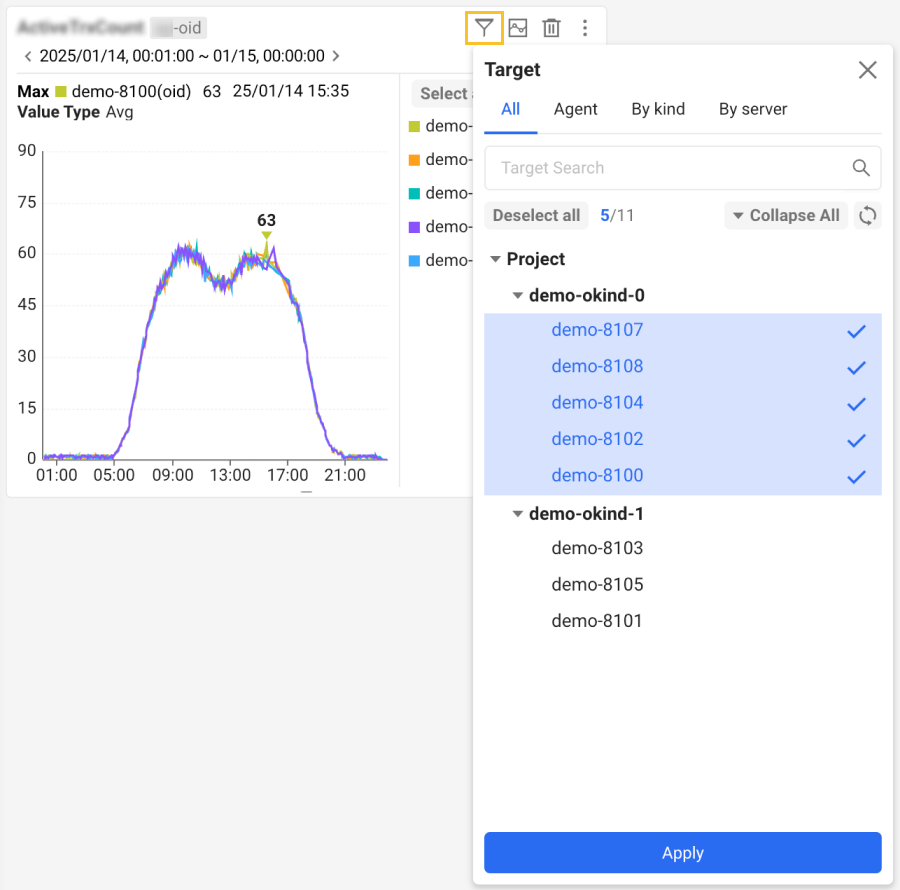 -oid
2025/01/14, 00:01:00 ~ 01/15, 00:00:00
Max demo-8100(oid) 63 25/01/14 15:35
Value Type Avg
90
75
60
45
30
15
0
63
01:00 05:00 09:00 13:00 17:00 21:00
Select
demo-
demo-
demo-
demo-
demo-
Target
All Agent By kind By server
Target Search
Deselect all 5/11 Collapse All
Project
demo-okind-0
demo-8107
demo-8108
demo-8104
demo-8102
demo-8100
demo-okind-1
demo-8103
demo-8105
demo-8101
Apply